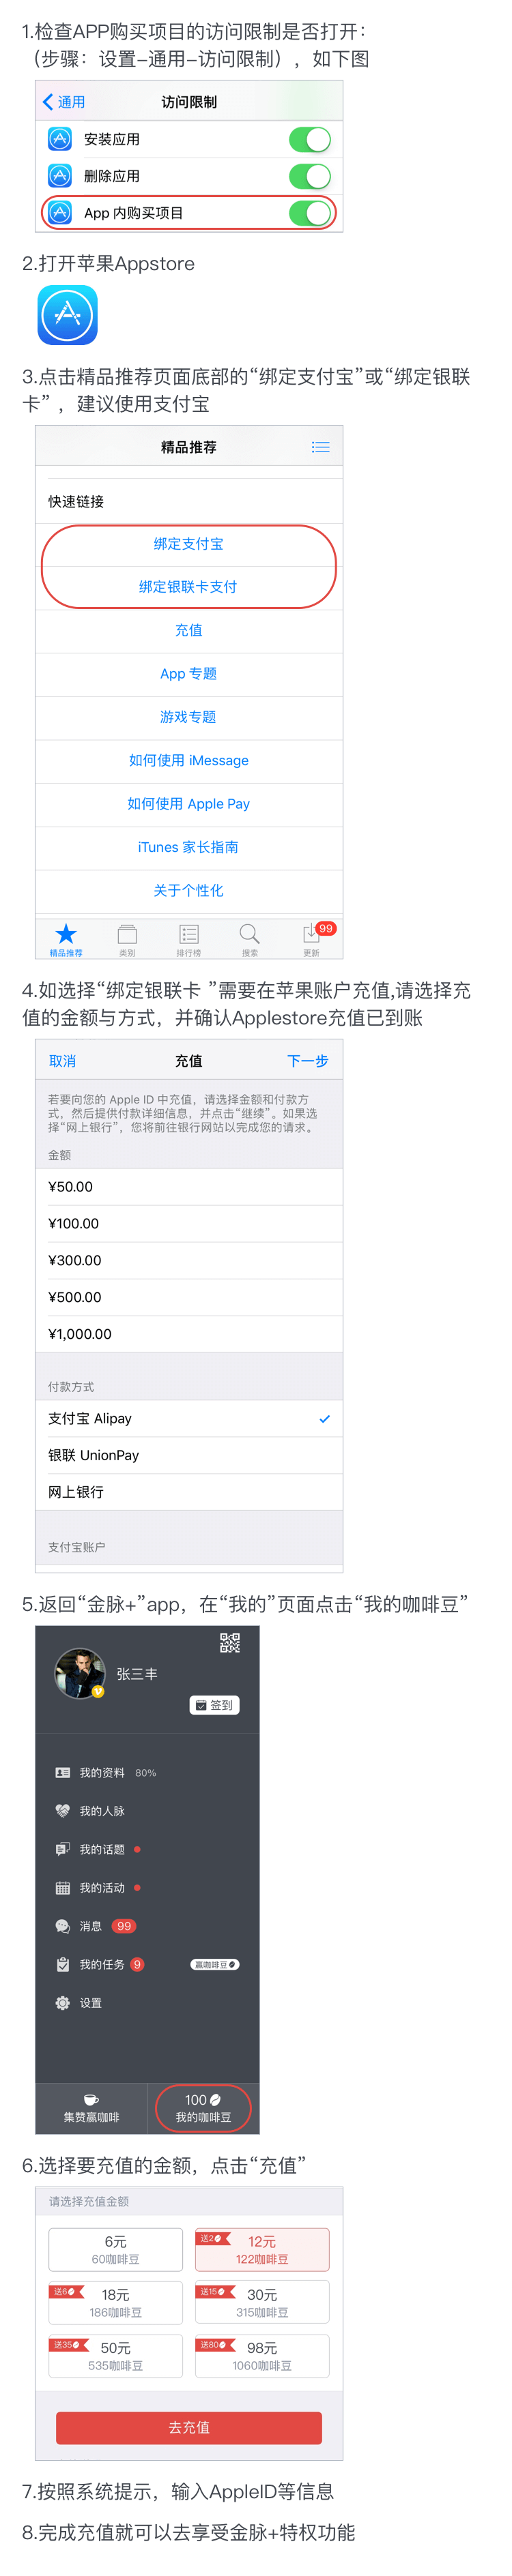 1.检查APP购买项目的访问限制是否打开：
（步骤：设置-通用-访问限制），如下图
通用 访问限制
安装应用
删除应用
App 内购买项目
2.打开苹果Appstore
3.点击精品推荐页面底部的“绑定支付宝”或“绑定银联
卡”，建议使用支付宝
精品推荐
快速链接
绑定支付宝
绑定银联卡支付
充值
App 专题
游戏专题
如何使用 iMessage
如何使用 Apple Pay
iTunes 家长指南
关于个性化
99
精品推荐 类别 排行榜 搜索 更新
4.如选择“绑定银联卡 ”需要在苹果账户充值,请选择充
值的金额与方式，并确认Applestore充值已到账
取消 充值 下一步
若要向您的 Apple ID 中充值，请选择金额和付款方
式，然后提供付款详细信息，并点击“继续”。如果选
择“网上银行”，您将前往银行网站以完成您的请求。
金额
¥50.00
¥100.00
¥300.00
¥500.00
¥1,000.00
付款方式
支付宝 Alipay
银联 UnionPay
网上银行
支付宝账户
5.返回“金脉+”app，在“我的”页面点击“我的咖啡豆”
张三丰
V
签到
我的资料 80%
我的人脉
我的话题
我的活动
消息 99
我的任务 9 赢咖啡豆
设置
100
集赞赢咖啡 我的咖啡豆
6.选择要充值的金额，点击“充值”
请选择充值金额
6元 送2 12元
60咖啡豆 122咖啡豆
送6 18元 送15 30元
186咖啡豆 315咖啡豆
送35 50元 送80 98元
535咖啡豆 1060咖啡豆
去充值
7.按照系统提示，输入AppleID等信息
8.完成充值就可以去享受金脉+特权功能